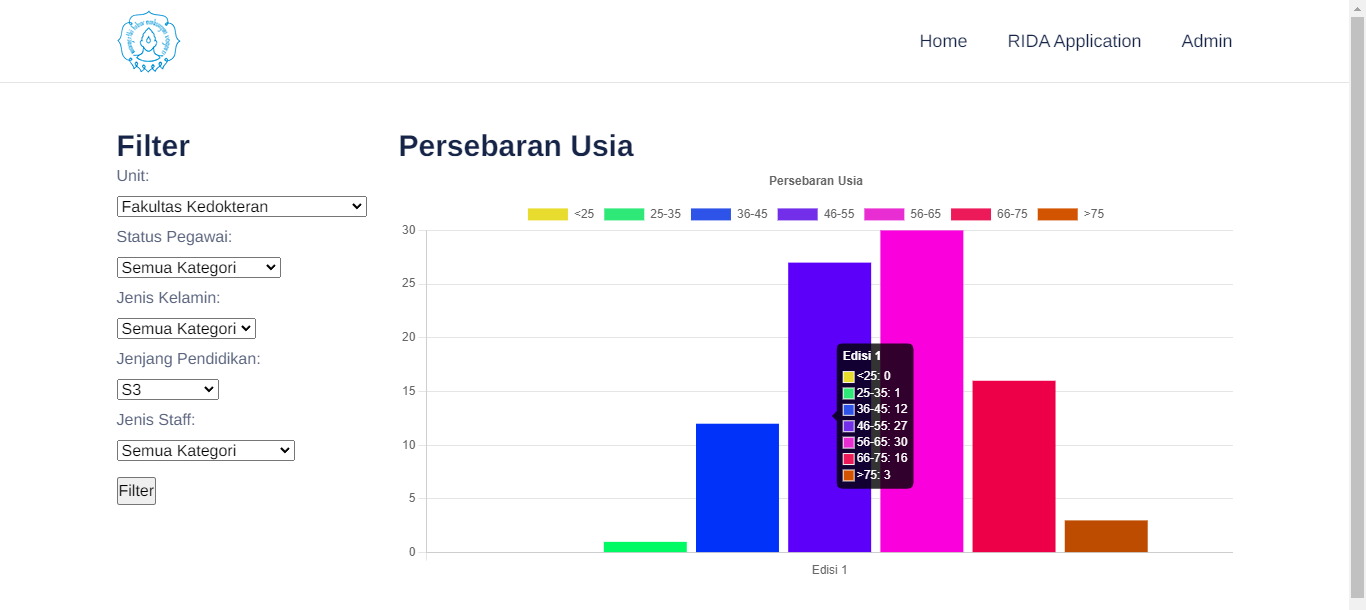 Home RIDA Application Admin
Filter
Unit:
Fakultas Kedokteran
Status Pegawai:
Semua Kategori
Jenis Kelamin:
Semua Kategori
Jenjang Pendidikan:
S3
Jenis Staff:
Semua Kategori
Filter
Persebaran Usia
Persebaran Usia
<25 25-35 36-45 46-55 56-65 66-75 >75
30
25
20
15
10
5
0
Edisi 1
<25: 0
25-35: 1
36-45: 12
46-55: 27
56-65: 30
66-75: 16
>75: 3
Edisi 1